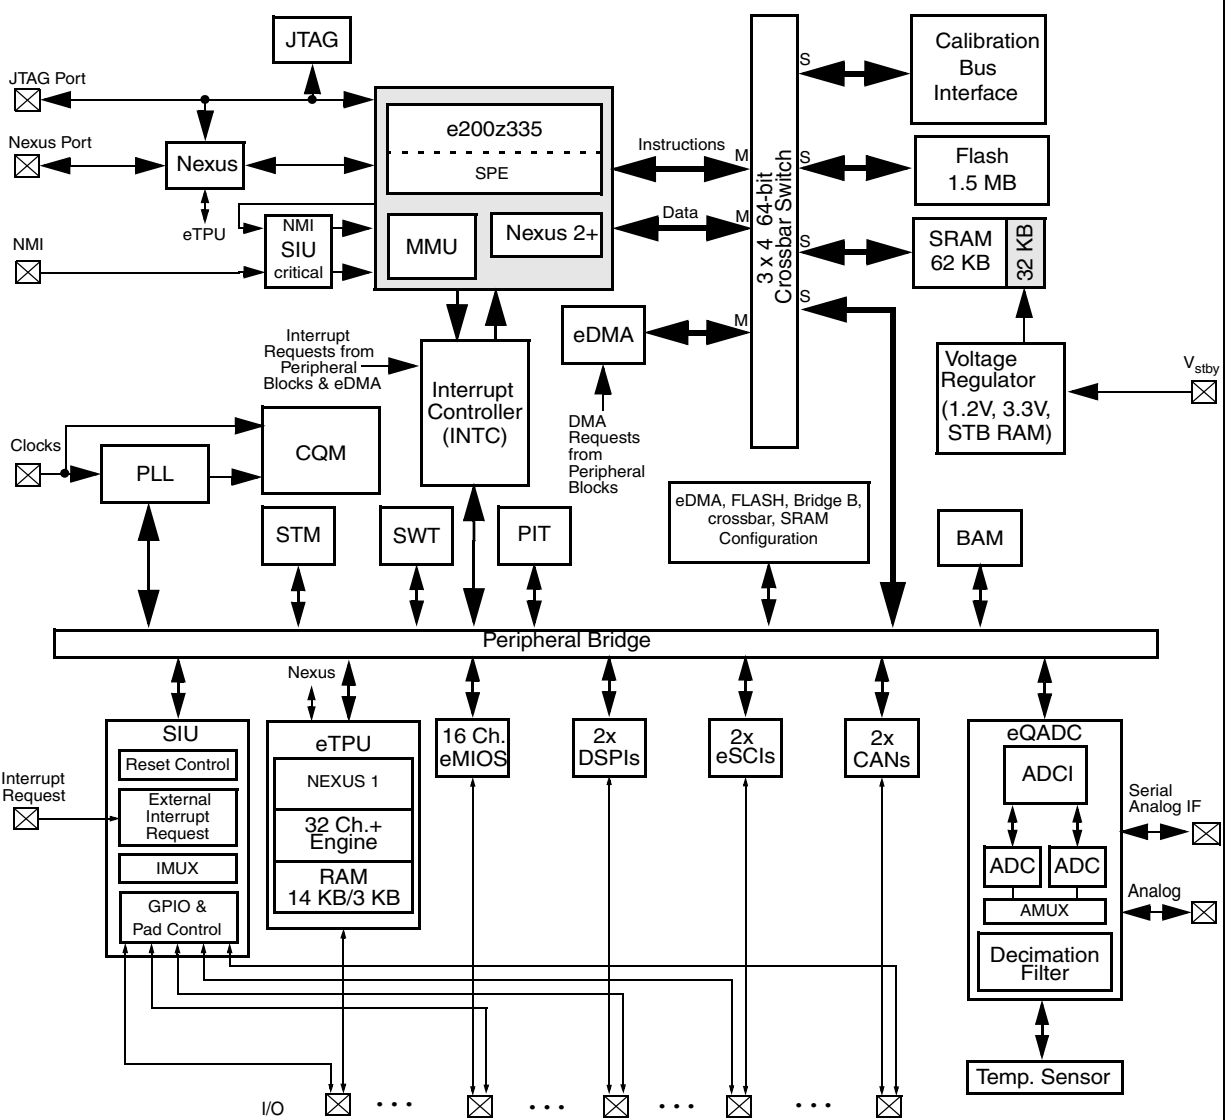 JTAG
JTAG Port
Nexus Port
Nexus
eTPU
NMI
NMI
SIU
critical
e200z335
SPE
MMU
Nexus 2+
Instructions
Data
M
M
M
3 x 4 64-bit
Crossbar Switch
S
S
S
S
Calibration
Bus
Interface
Flash
1.5 MB
SRAM
62 KB
32 KB
Voltage
Regulator
(1.2V, 3.3V,
STB RAM)
Vstby
eDMA
DMA
Requests
from
Peripheral
Blocks
Interrupt
Requests from
Peripheral
Blocks & eDMA
Interrupt
Controller
(INTC)
Clocks
PLL
CQM
STM
SWT
PIT
eDMA, FLASH, Bridge B,
crossbar, SRAM
Configuration
BAM
Peripheral Bridge
SIU
Reset Control
External
Interrupt
Request
IMUX
GPIO &
Pad Control
Interrupt
Request
Nexus
eTPU
NEXUS 1
32 Ch.+
Engine
RAM
14 KB/3 KB
16 Ch.
eMIOS
2x
DSPIs
2x
eSCIs
2x
CANs
eQADC
ADCI
ADC
ADC
AMUX
Decimation
Filter
Serial
Analog IF
Analog
Temp. Sensor
I/O